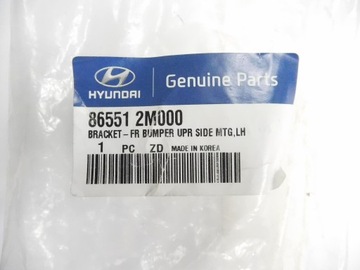 HYUNDAI
Genuine Parts
86551 2M000
BRACKET-FR BUMPER UPR SIDE MTG,LH
1 PC ZD MADE IN KOREA